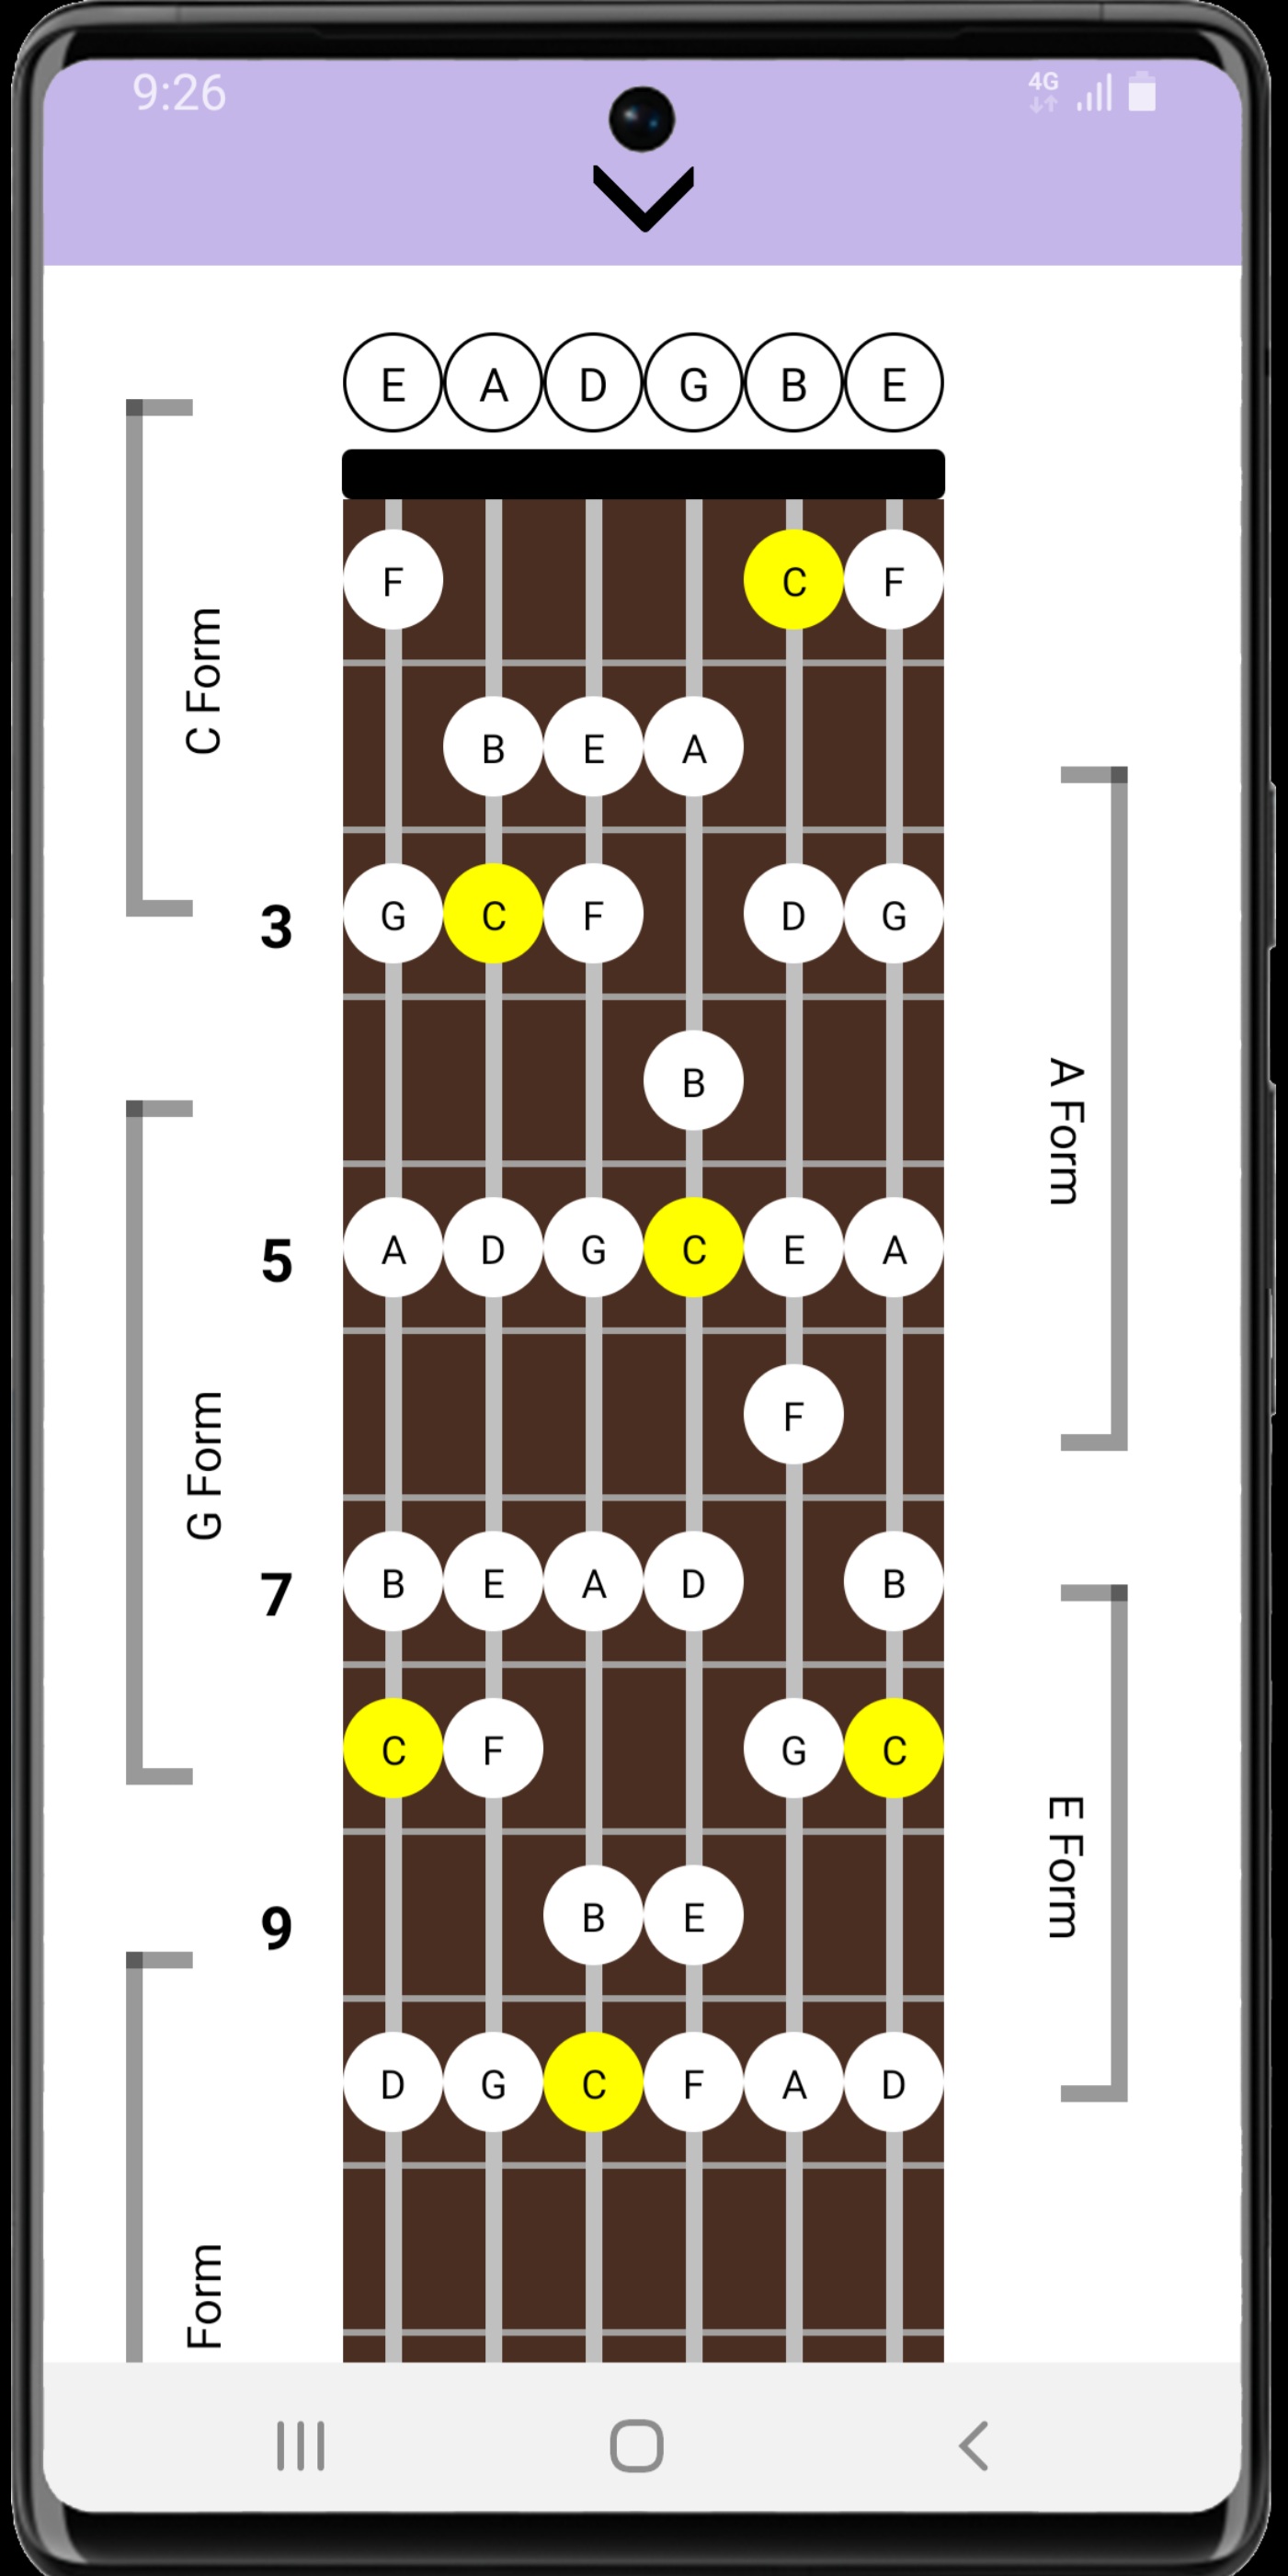 9:26 4G
E A D G B E
F C F
C Form
B E A
3 G C F D G
B
A Form
5 A D G C E A
F
G Form
7 B E A D B
C F G C
E Form
9 B E
D G C F A D
Form